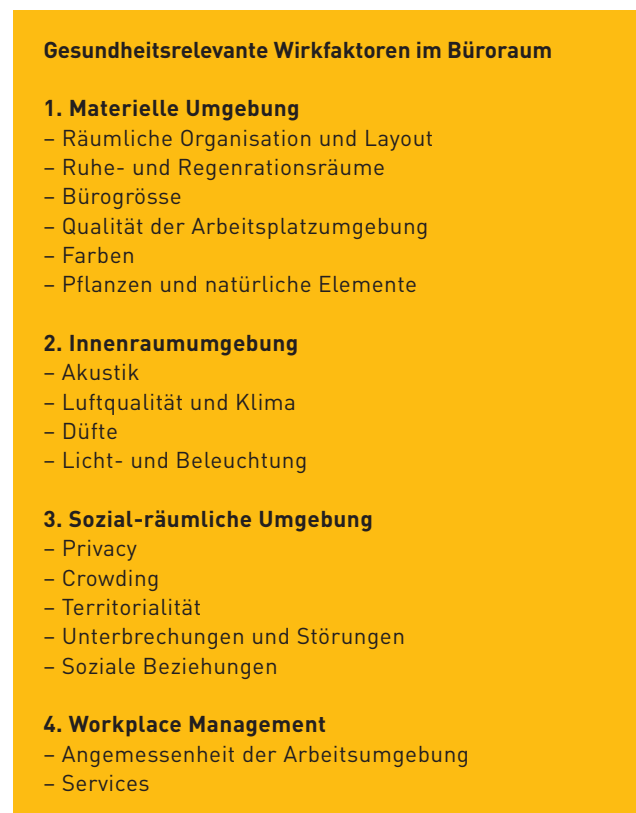 Gesundheitsrelevante Wirkfaktoren im Büroraum
1. Materielle Umgebung
– Räumliche Organisation und Layout
– Ruhe- und Regenrationsräume
– Bürogrösse
– Qualität der Arbeitsplatzumgebung
– Farben
– Pflanzen und natürliche Elemente
2. Innenraumumgebung
– Akustik
– Luftqualität und Klima
– Düfte
– Licht- und Beleuchtung
3. Sozial-räumliche Umgebung
– Privacy
– Crowding
– Territorialität
– Unterbrechungen und Störungen
– Soziale Beziehungen
4. Workplace Management
– Angemessenheit der Arbeitsumgebung
– Services